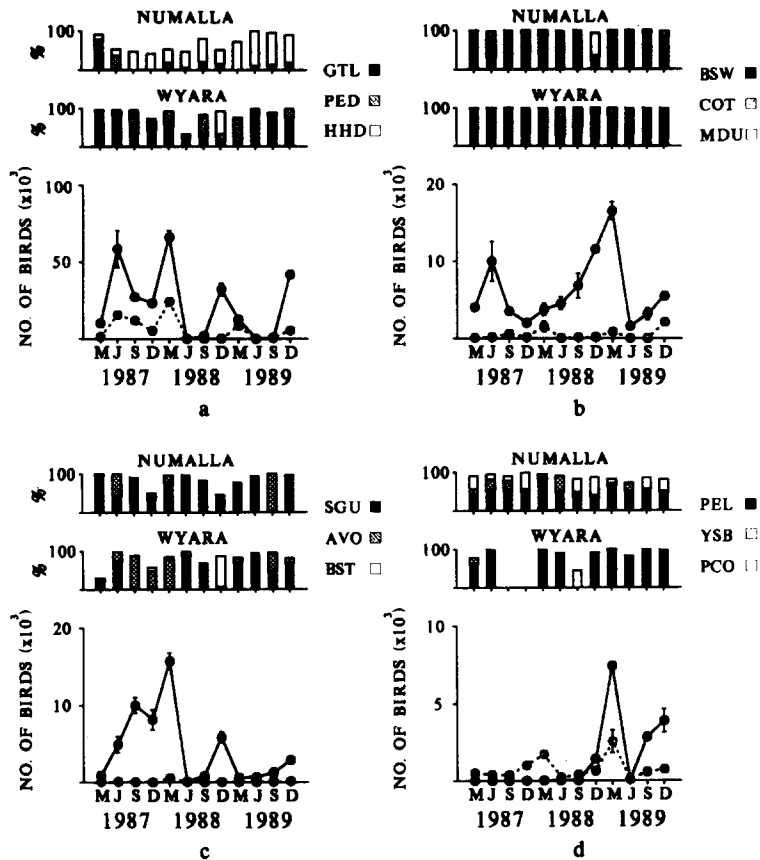 NUMALLA
100
%
GTL
PED
HHD
WYARA
100
%
NO. OF BIRDS (x10³)
100
50
M J S D M J S D M J S D
1987 1988 1989
a
NUMALLA
100
BSW
COT
MDU
WYARA
100
NO. OF BIRDS (x10³)
20
10
M J S D M J S D M J S D
1987 1988 1989
b
NUMALLA
100
%
SGU
AVO
BST
WYARA
100
%
NO. OF BIRDS (x10³)
20
10
M J S D M J S D M J S D
1987 1988 1989
c
NUMALLA
100
PEL
YSB
PCO
WYARA
100
NO. OF BIRDS (x10³)
10
5
M J S D M J S D M J S D
1987 1988 1989
d